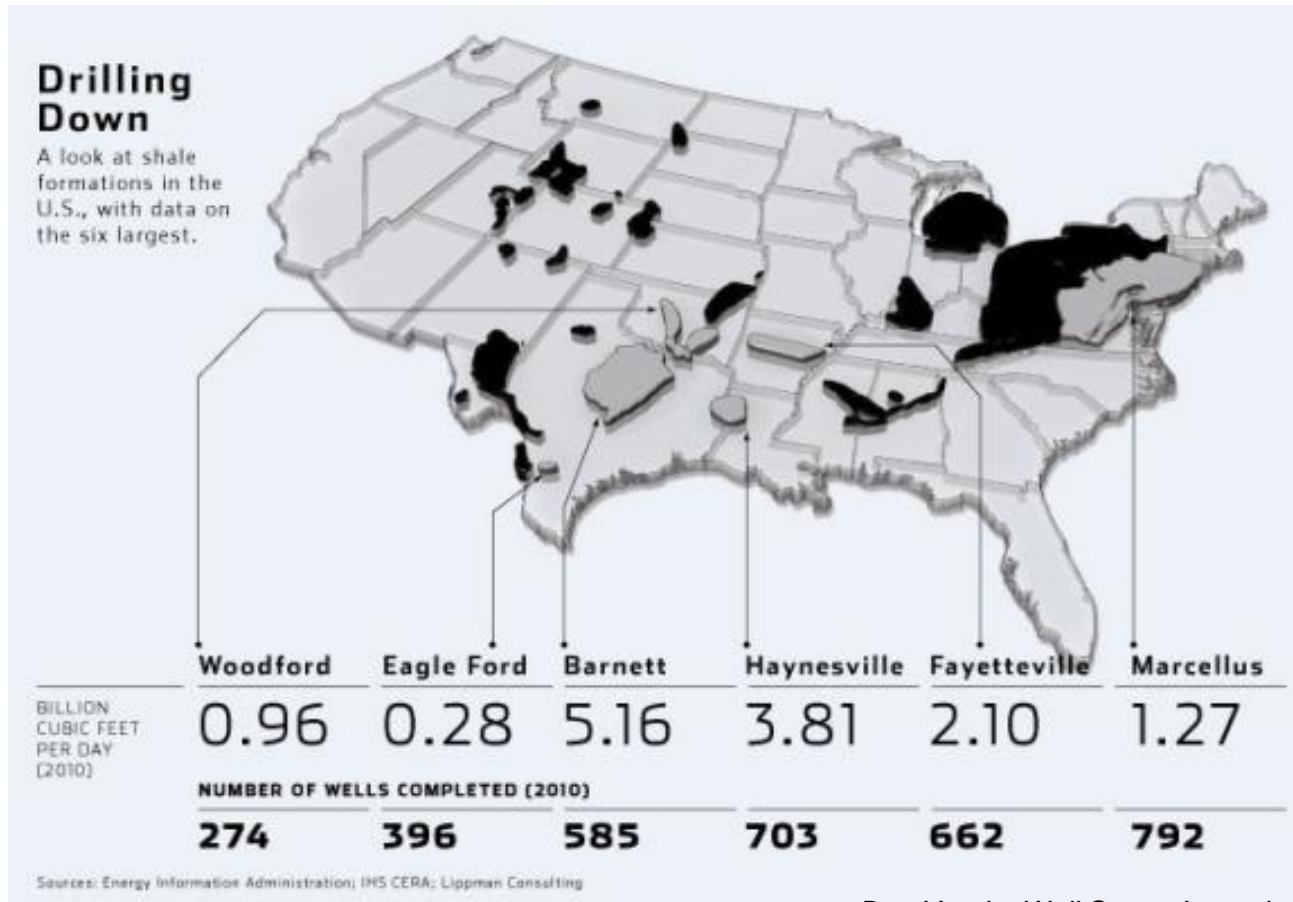 Drilling
Down
A look at shale
formations in the
U.S., with data on
the six largest.
Woodford Eagle Ford Barnett Haynesville Fayetteville Marcellus
BILLION
CUBIC FEET
PER DAY
(2010)
0.96 0.28 5.16 3.81 2.10 1.27
NUMBER OF WELLS COMPLETED (2010)
274 396 585 703 662 792
Sources: Energy Information Administration; IHS CERA; Lippman Consulting